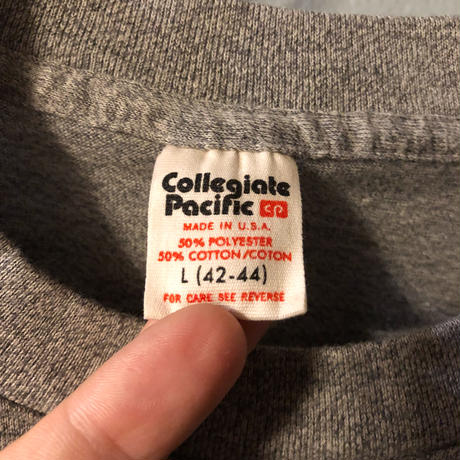 Collegiate
Pacific CP
MADE IN U.S.A.
50% POLYESTER
50% COTTON/COTON
L (42-44)
FOR CARE SEE REVERSE